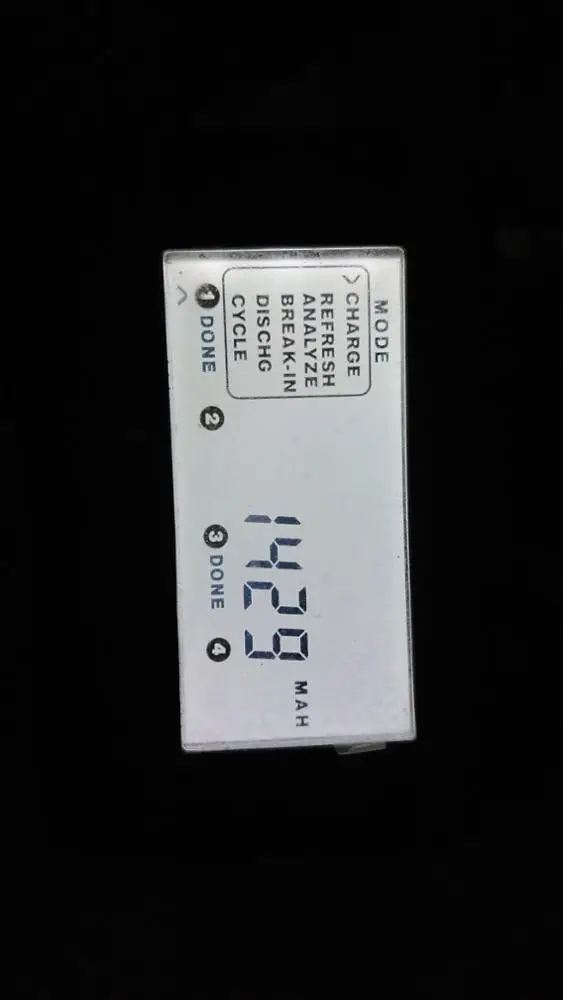 MODE
> CHARGE
REFRESH
ANALYZE
BREAK-IN
DISCHG
CYCLE
1429 MAH
1 DONE 2 3 DONE 4